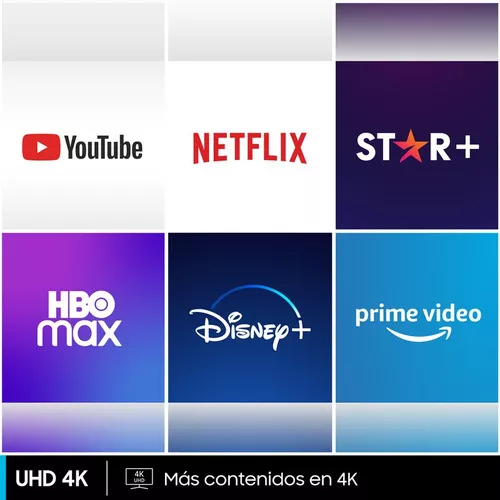 YouTube
NETFLIX
STAR+
HBO
max
Disney+
prime video
UHD 4K
4K
UHD
Más contenidos en 4K